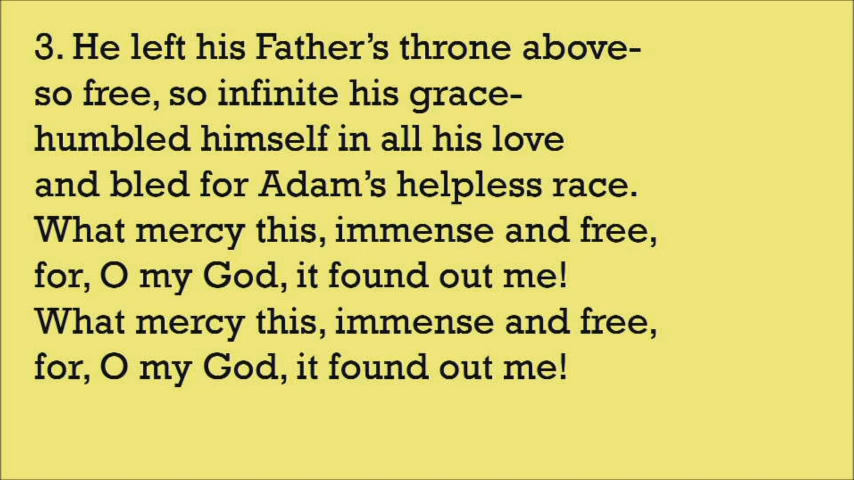 3. He left his Father's throne above-
so free, so infinite his grace-
humbled himself in all his love
and bled for Adam's helpless race.
What mercy this, immense and free,
for, O my God, it found out me!
What mercy this, immense and free,
for, O my God, it found out me!